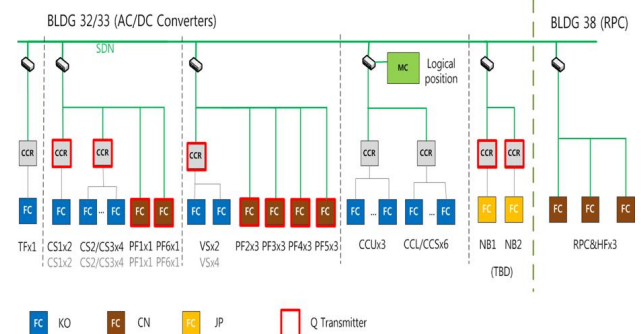 BLDG 32/33 (AC/DC Converters)
BLDG 38 (RPC)
SDN
MC
Logical
position
CCR CCR CCR CCR CCR CCR CCR CCR
FC FC FC FC ... FC FC FC FC FC FC FC FC FC FC ... FC FC ... FC FC FC FC FC FC
TFx1 CS1x2 CS2/CS3x4 PF1x1 PF6x1 VSx2 PF2x3 PF3x3 PF4x3 PF5x3 CCUx3 CCL/CCSx6 NB1 NB2 RPC&HFx3
CS1x2 CS2/CS3x4 PF1x1 PF6x1 VSx4
(TBD)
FC KO FC CN FC JP Q Transmitter